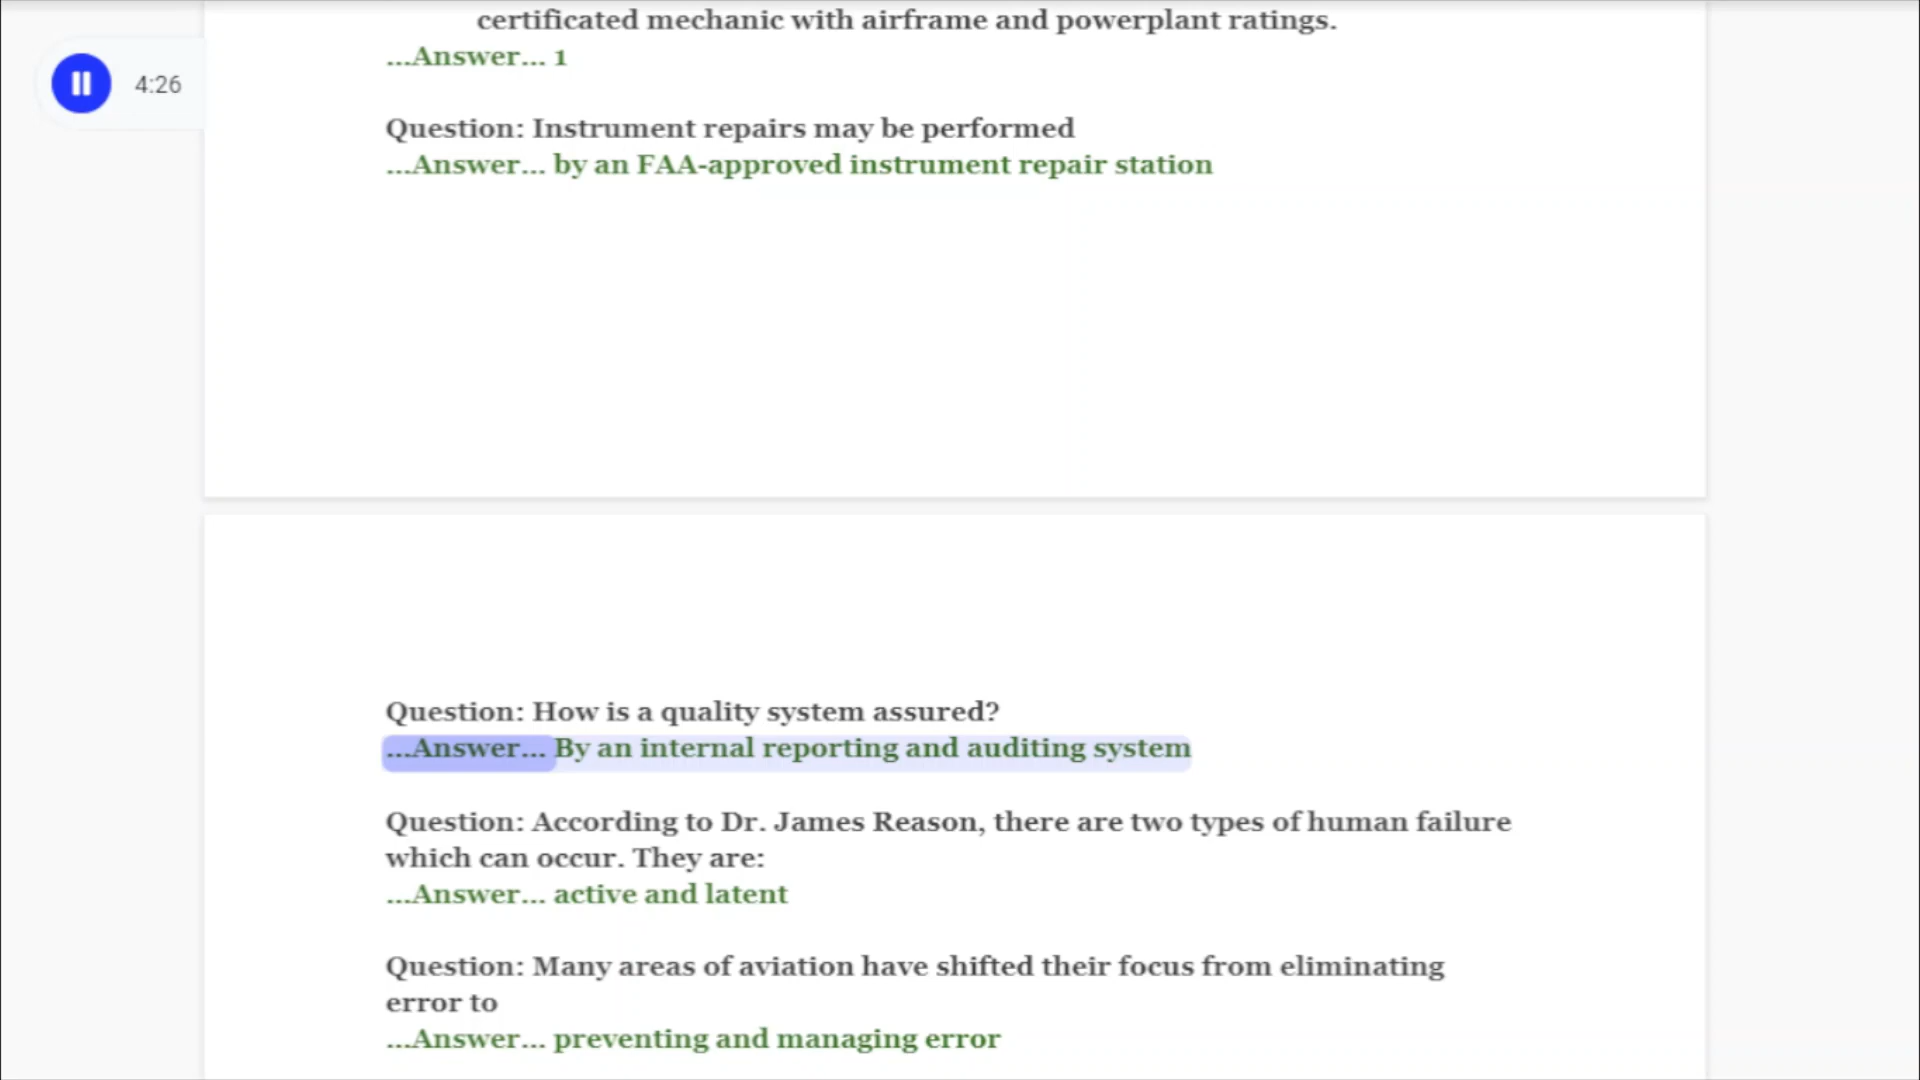 certificated mechanic with airframe and powerplant ratings.
...Answer... 1
4:26
Question: Instrument repairs may be performed
...Answer... by an FAA-approved instrument repair station
Question: How is a quality system assured?
...Answer... By an internal reporting and auditing system
Question: According to Dr. James Reason, there are two types of human failure
which can occur. They are:
...Answer... active and latent
Question: Many areas of aviation have shifted their focus from eliminating
error to
...Answer... preventing and managing error